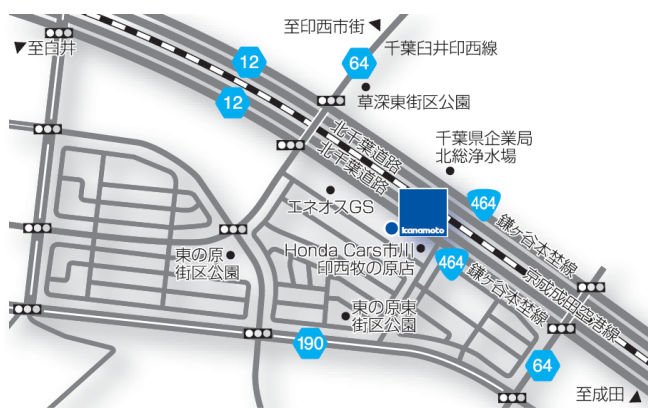 至印西市街
至白井
千葉臼井印西線
12
64
12
草深東街区公園
北千葉道路
北千葉道路
千葉県企業局
北総浄水場
エネオスGS
kanamoto
464
鎌ヶ谷本埜線
Honda Cars市川
印西牧の原店
東の原
街区公園
464
鎌ヶ谷本埜線
京成成田空港線
東の原東
街区公園
190
64
至成田